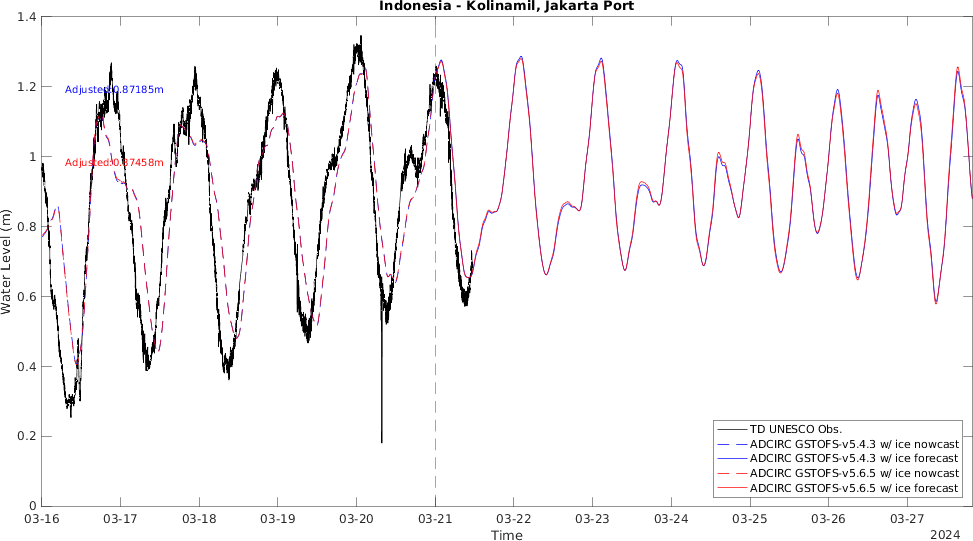 Indonesia - Kolinamil, Jakarta Port
1.4
1.2
1
0.8
0.6
0.4
0.2
0
Water Level (m)
Adjusted:0.87185m
Adjusted:0.87458m
TD UNESCO Obs.
ADCIRC GSTOFS-v5.4.3 w/ ice nowcast
ADCIRC GSTOFS-v5.4.3 w/ ice forecast
ADCIRC GSTOFS-v5.6.5 w/ ice nowcast
ADCIRC GSTOFS-v5.6.5 w/ ice forecast
03-16 03-17 03-18 03-19 03-20 03-21 03-22 03-23 03-24 03-25 03-26 03-27
Time
2024